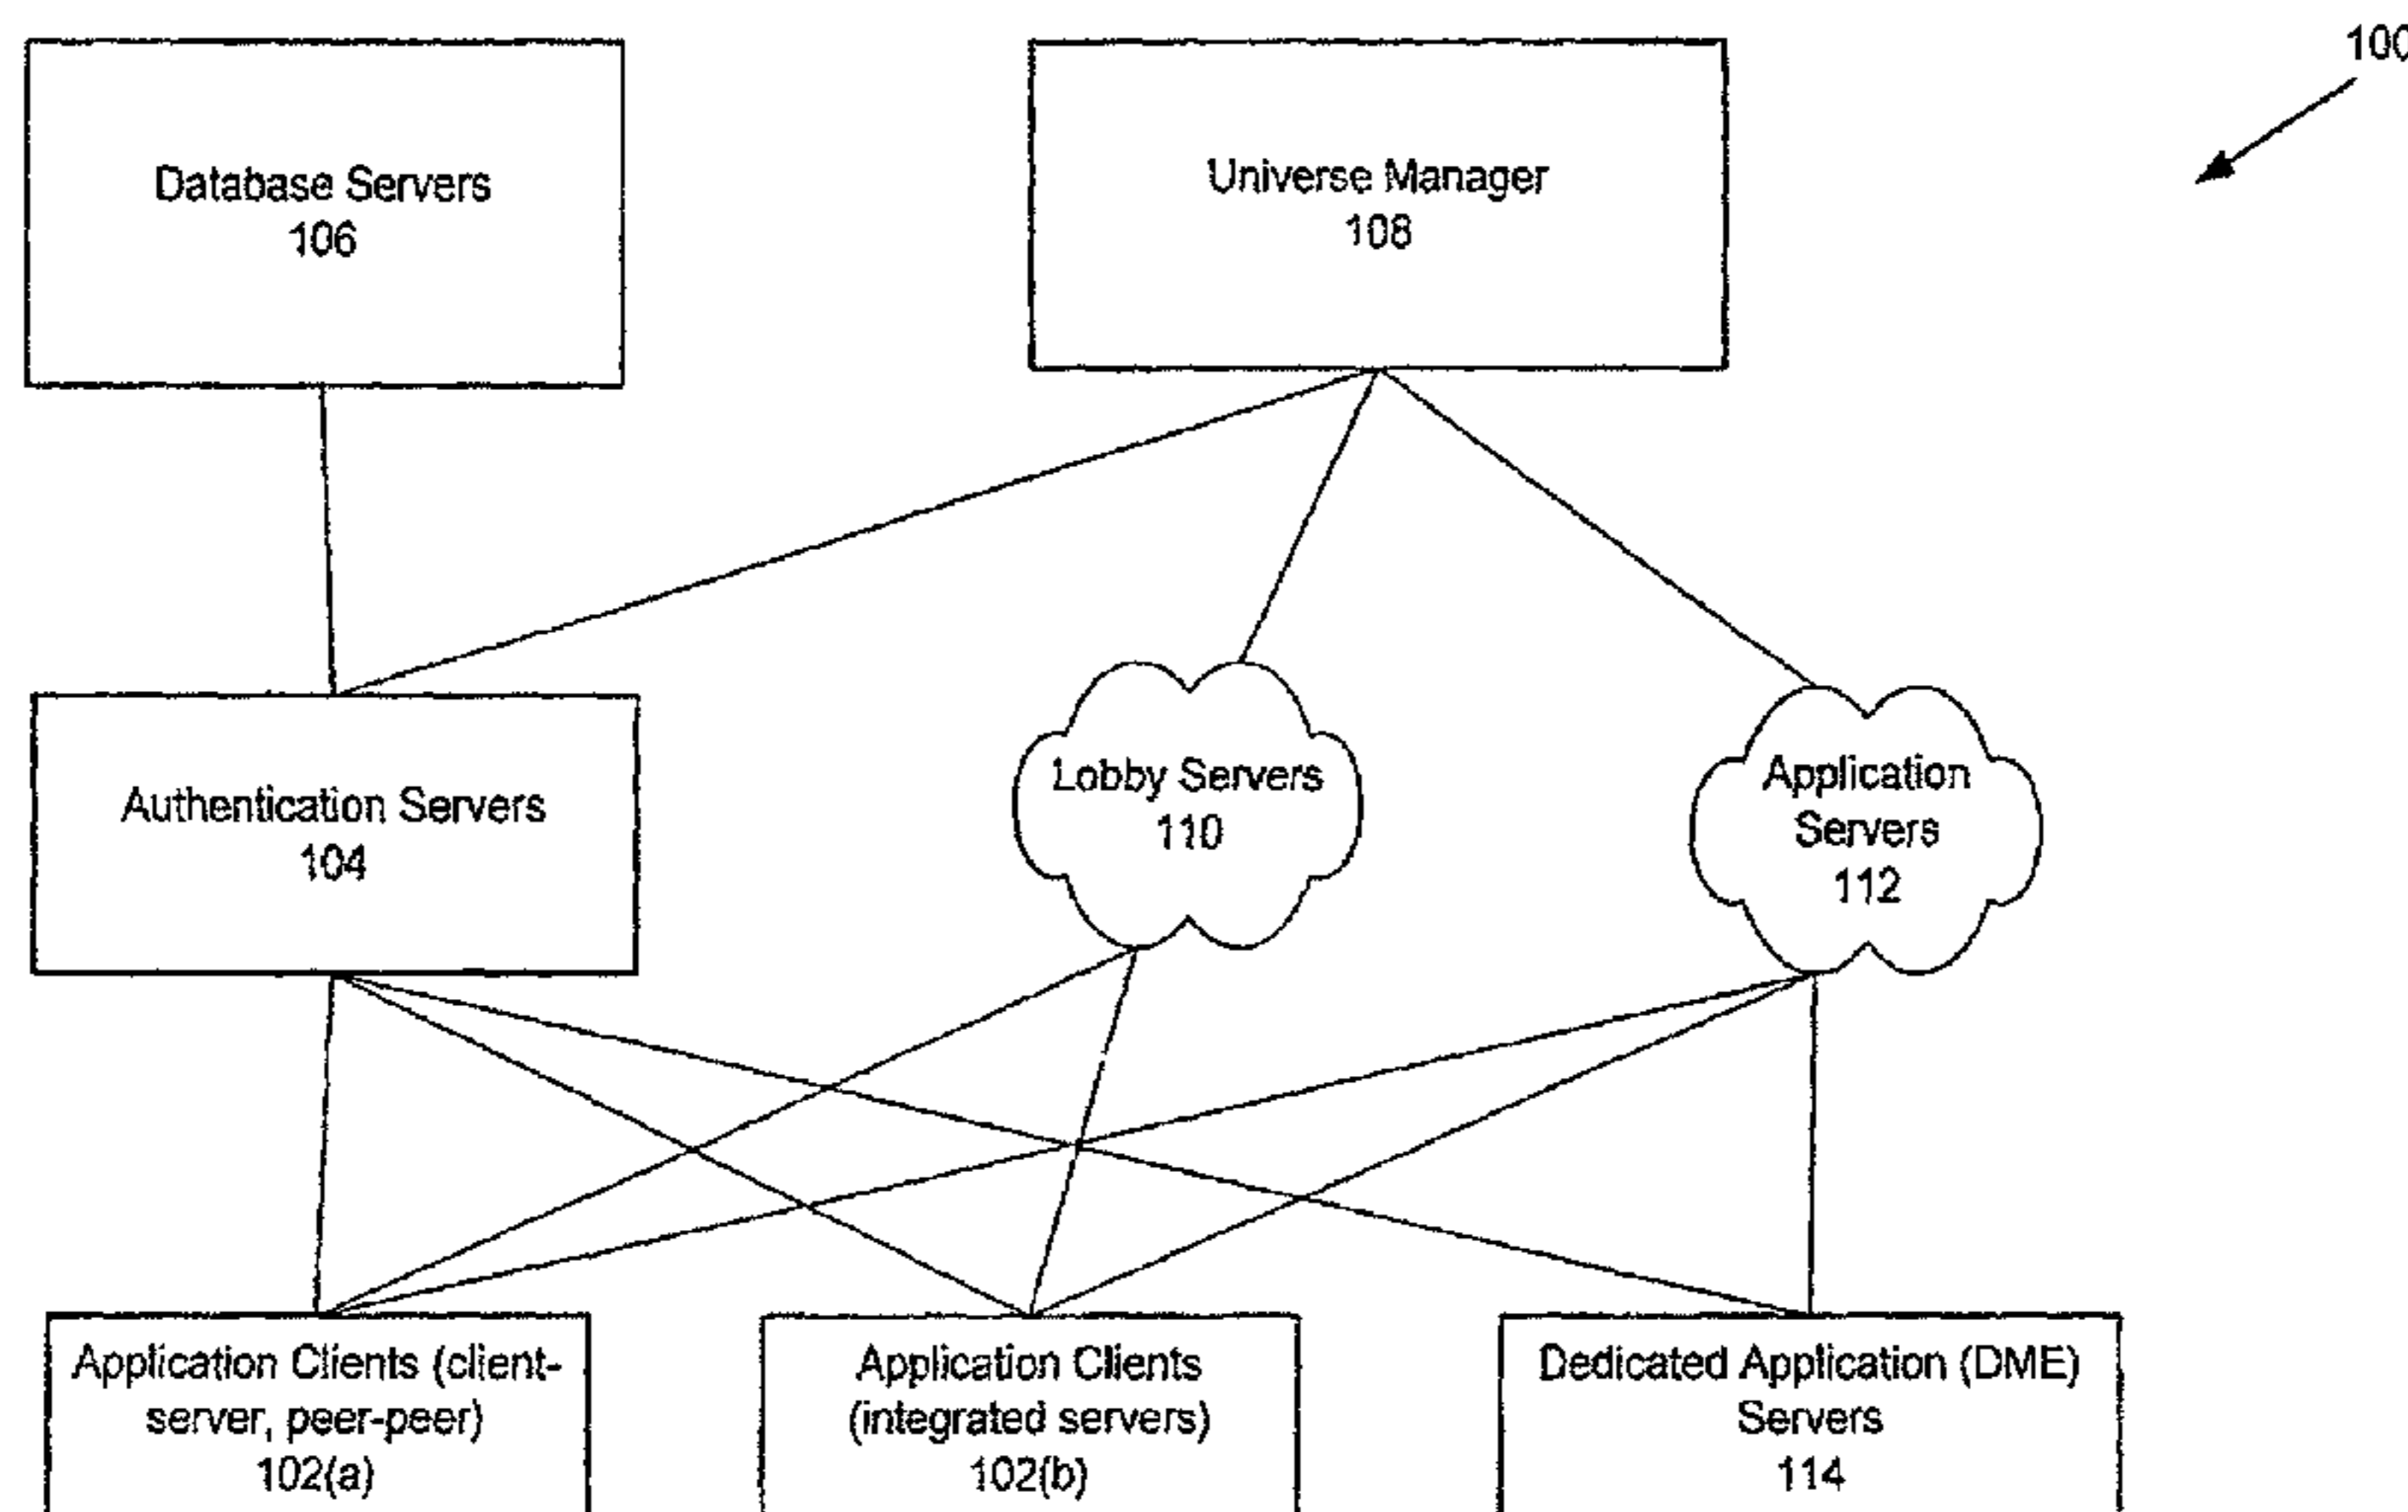 100
Database Servers
106
Universe Manager
108
Authentication Servers
104
Lobby Servers
110
Application
Servers
112
Application Clients (client-
server, peer-peer)
102(a)
Application Clients
(integrated servers)
102(b)
Dedicated Application (DME)
Servers
114